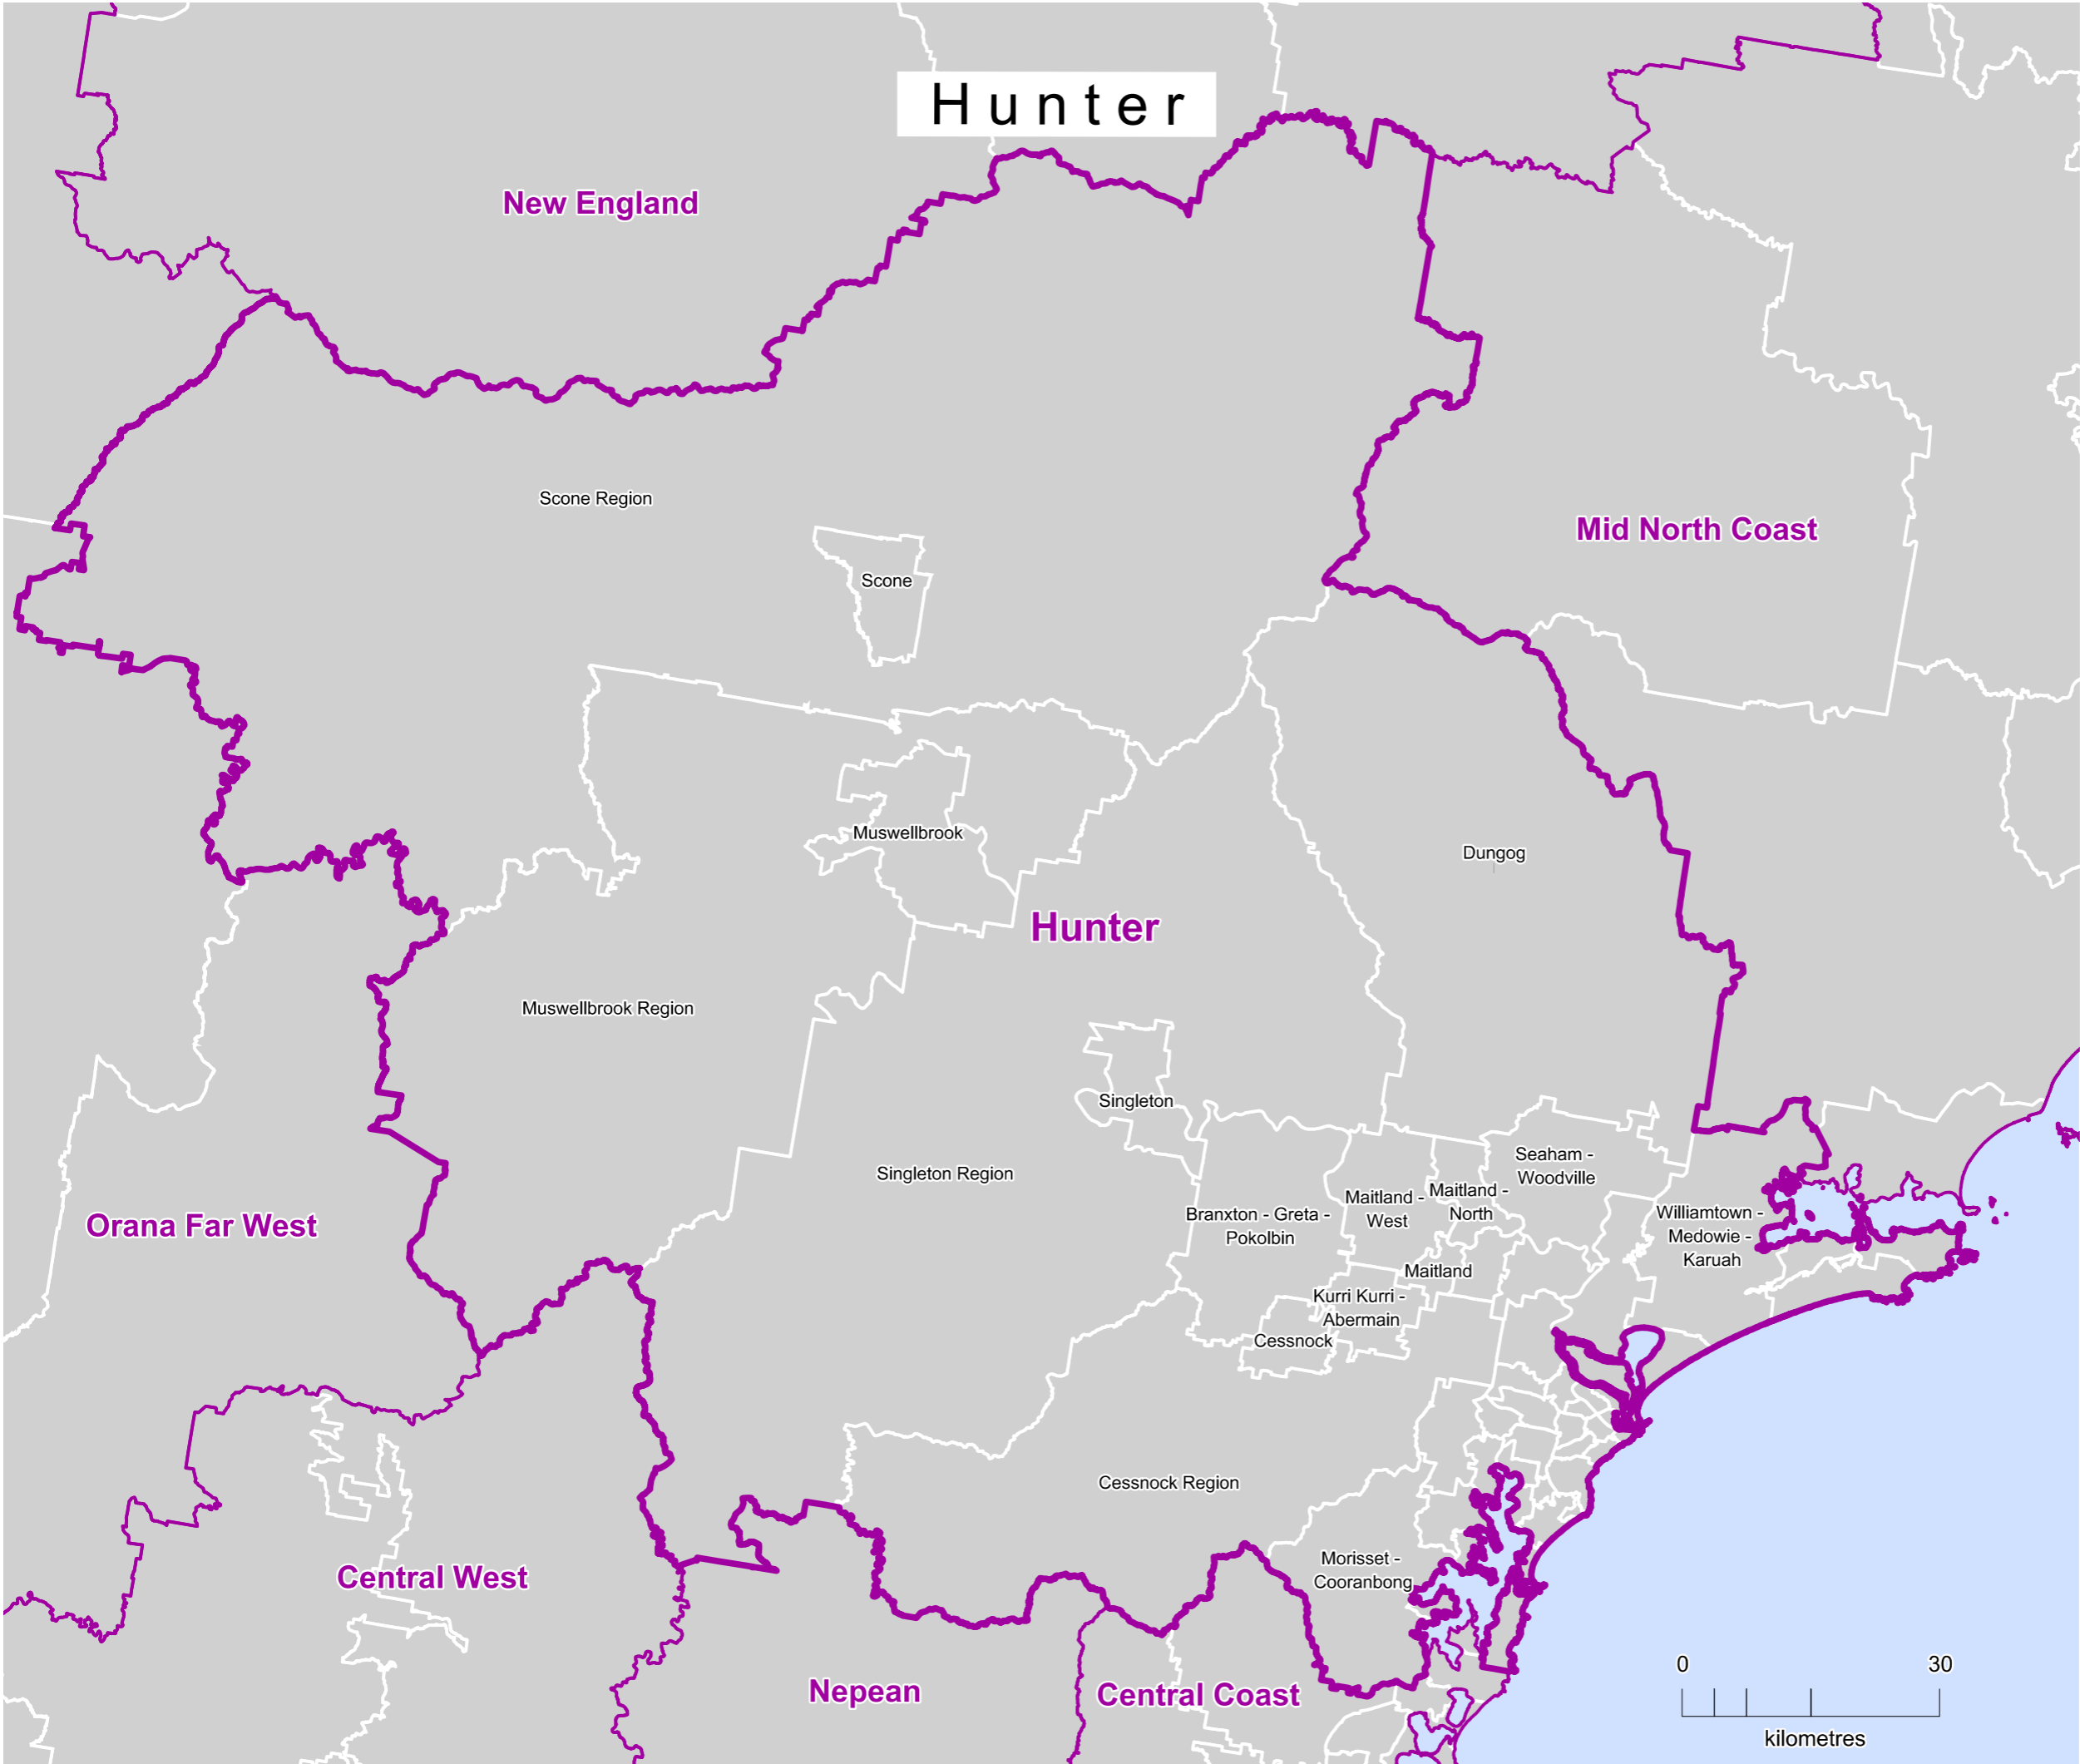 Hunter
New England
Scone Region
Mid North Coast
Scone
Muswellbrook
Dungog
Hunter
Muswellbrook Region
Singleton
Seaham -
Woodville
Singleton Region
Maitland -
West
Maitland -
North
Branxton - Greta -
Pokolbin
Williamtown -
Medowie -
Karuah
Orana Far West
Maitland
Kurri Kurri -
Abermain
Cessnock
Cessnock Region
Morisset -
Cooranbong
Central West
Nepean
Central Coast
0 30
kilometres